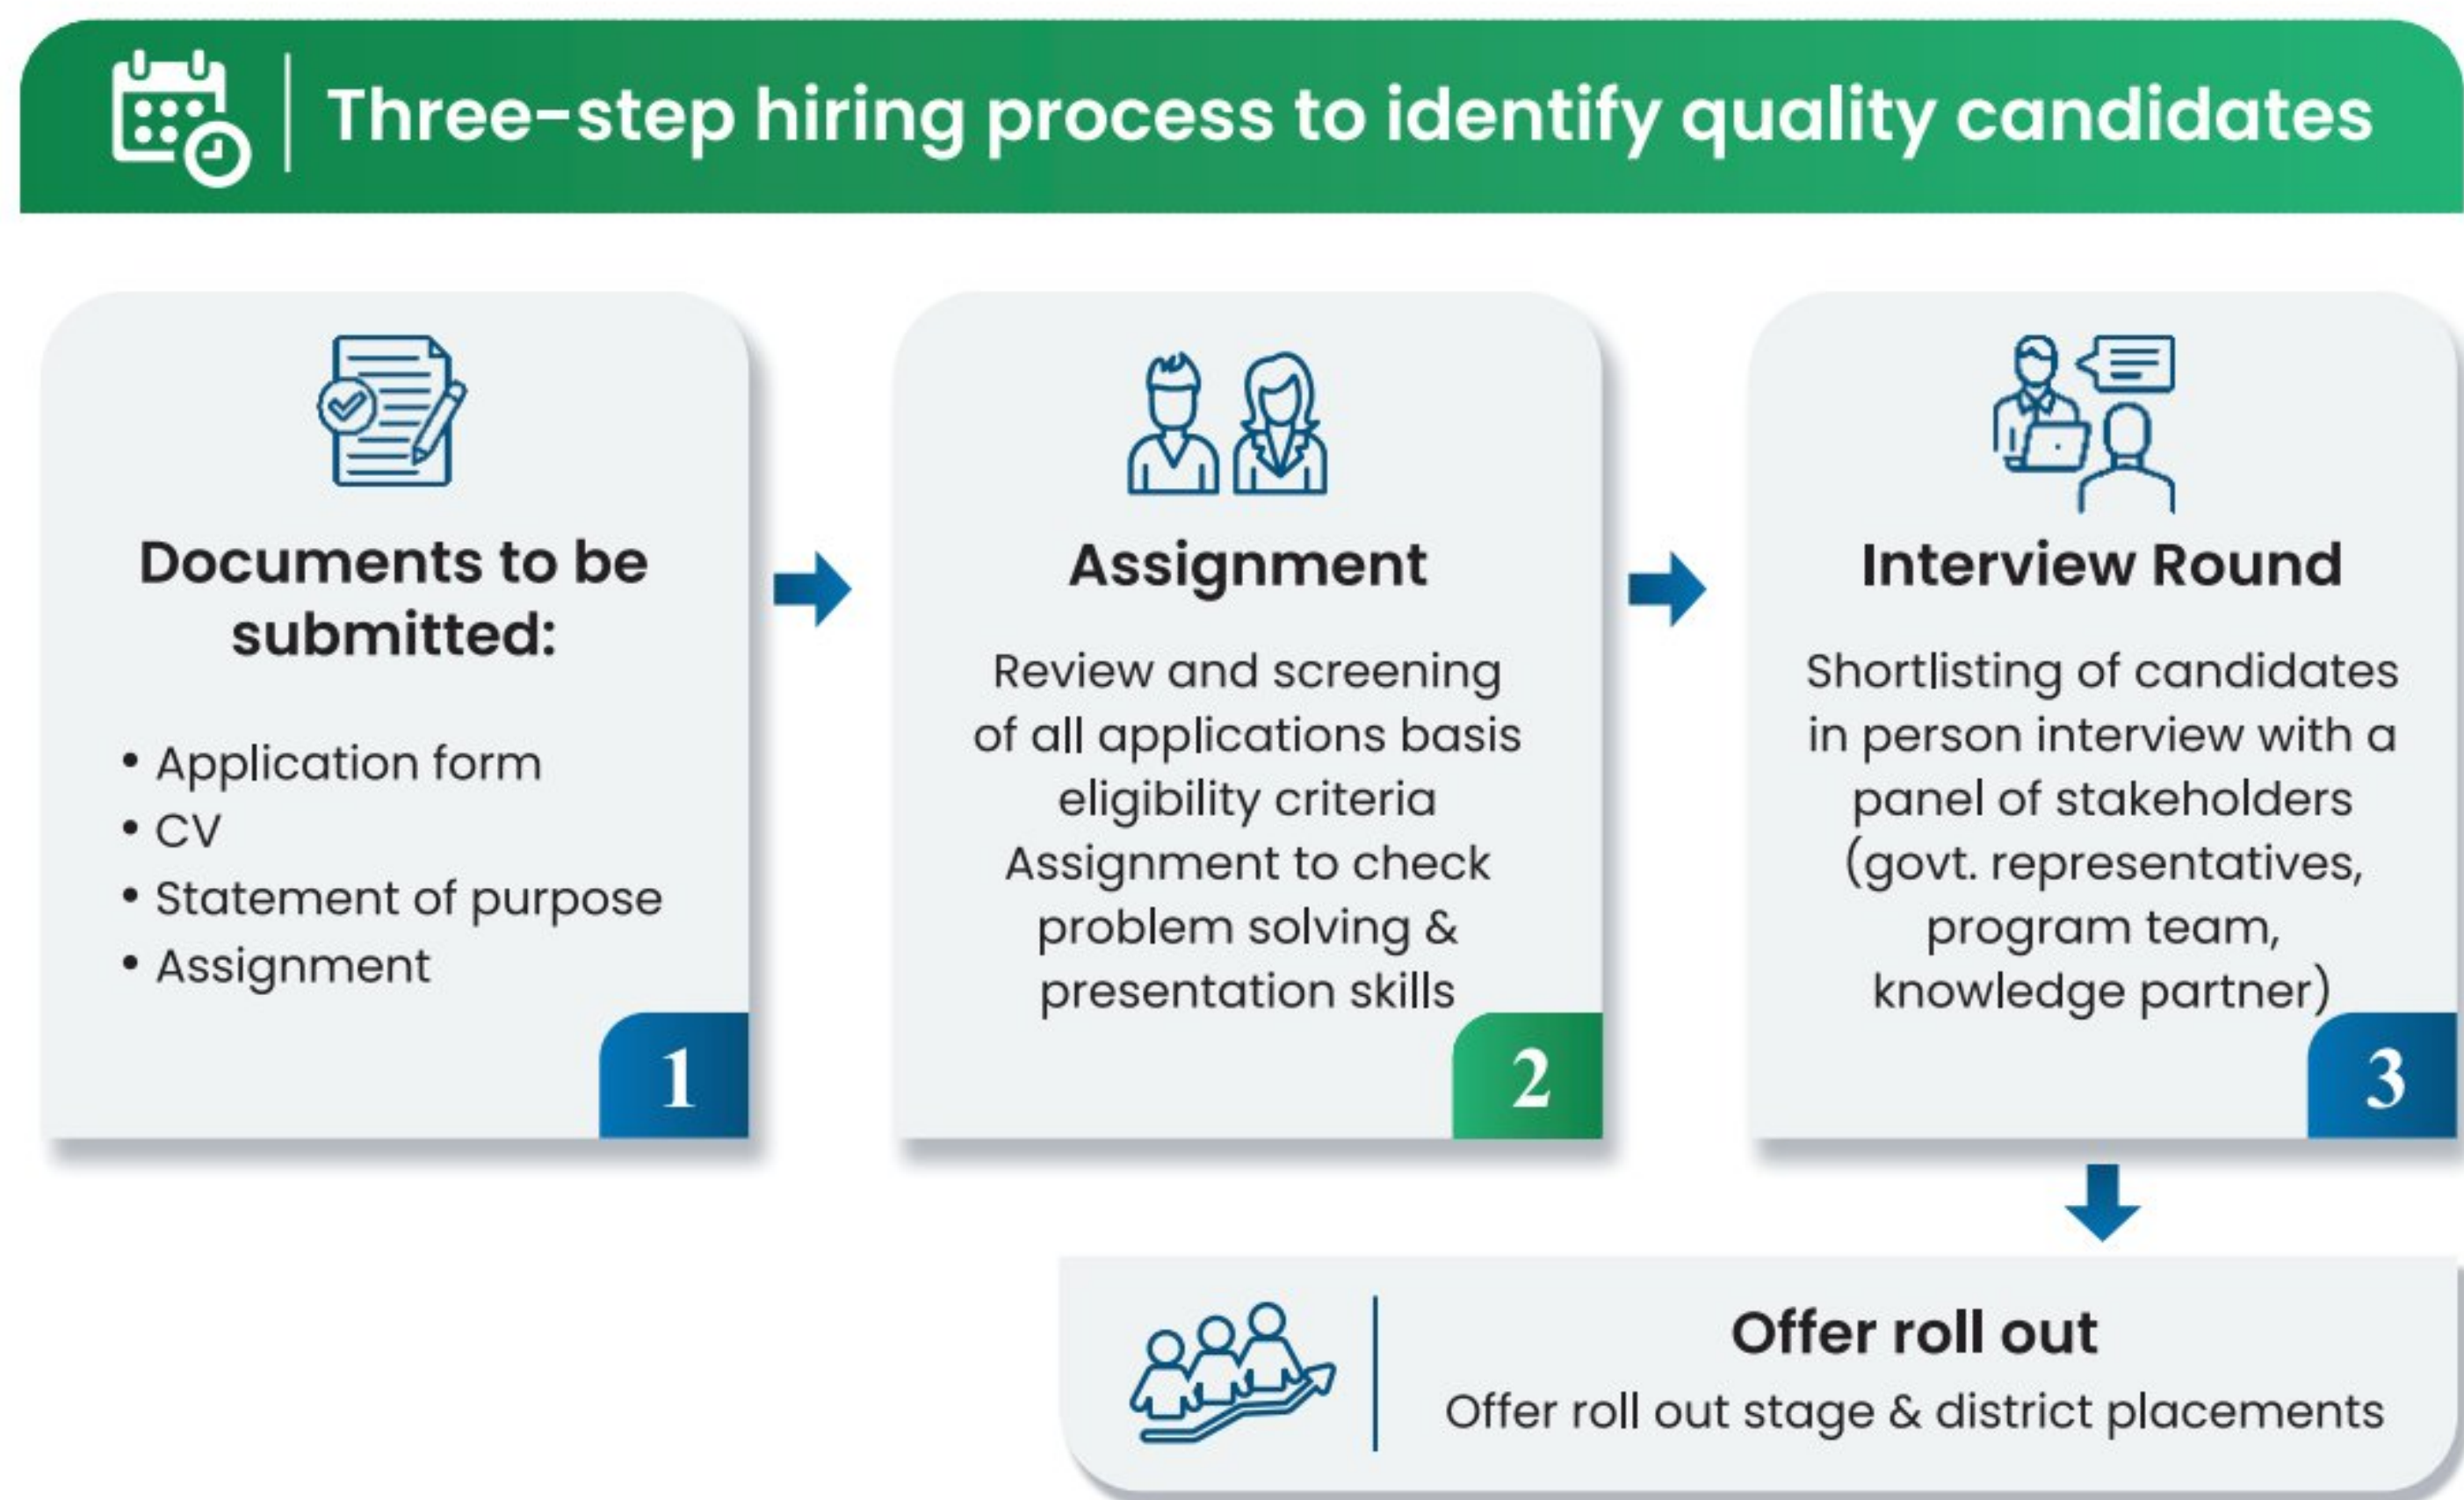 Three-step hiring process to identify quality candidates
Documents to be
submitted:
• Application form
• CV
• Statement of purpose
• Assignment
1
Assignment
Review and screening
of all applications basis
eligibility criteria
Assignment to check
problem solving &
presentation skills
2
Interview Round
Shortlisting of candidates
in person interview with a
panel of stakeholders
(govt. representatives,
program team,
knowledge partner)
3
Offer roll out
Offer roll out stage & district placements